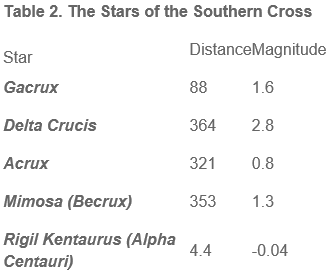 Table 2. The Stars of the Southern Cross
Star Distance Magnitude
Gacrux 88 1.6
Delta Crucis 364 2.8
Acrux 321 0.8
Mimosa (Becrux) 353 1.3
Rigil Kentaurus (Alpha
Centauri) 4.4 -0.04